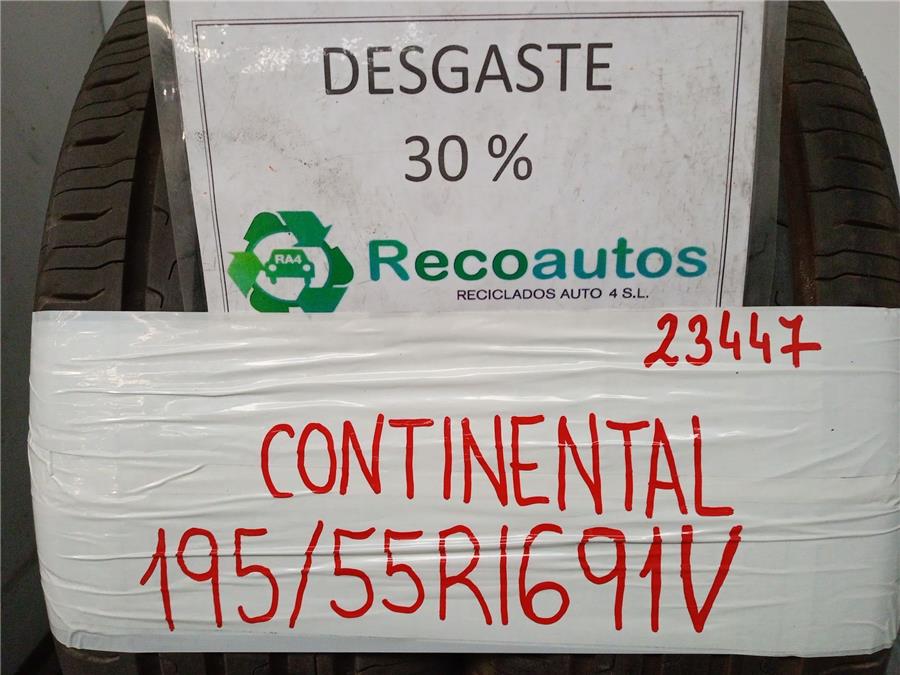 DESGASTE
30 %
RA4
Recoautos
RECICLADOS AUTO 4 S.L.
23447
CONTINENTAL
195/55R1691V